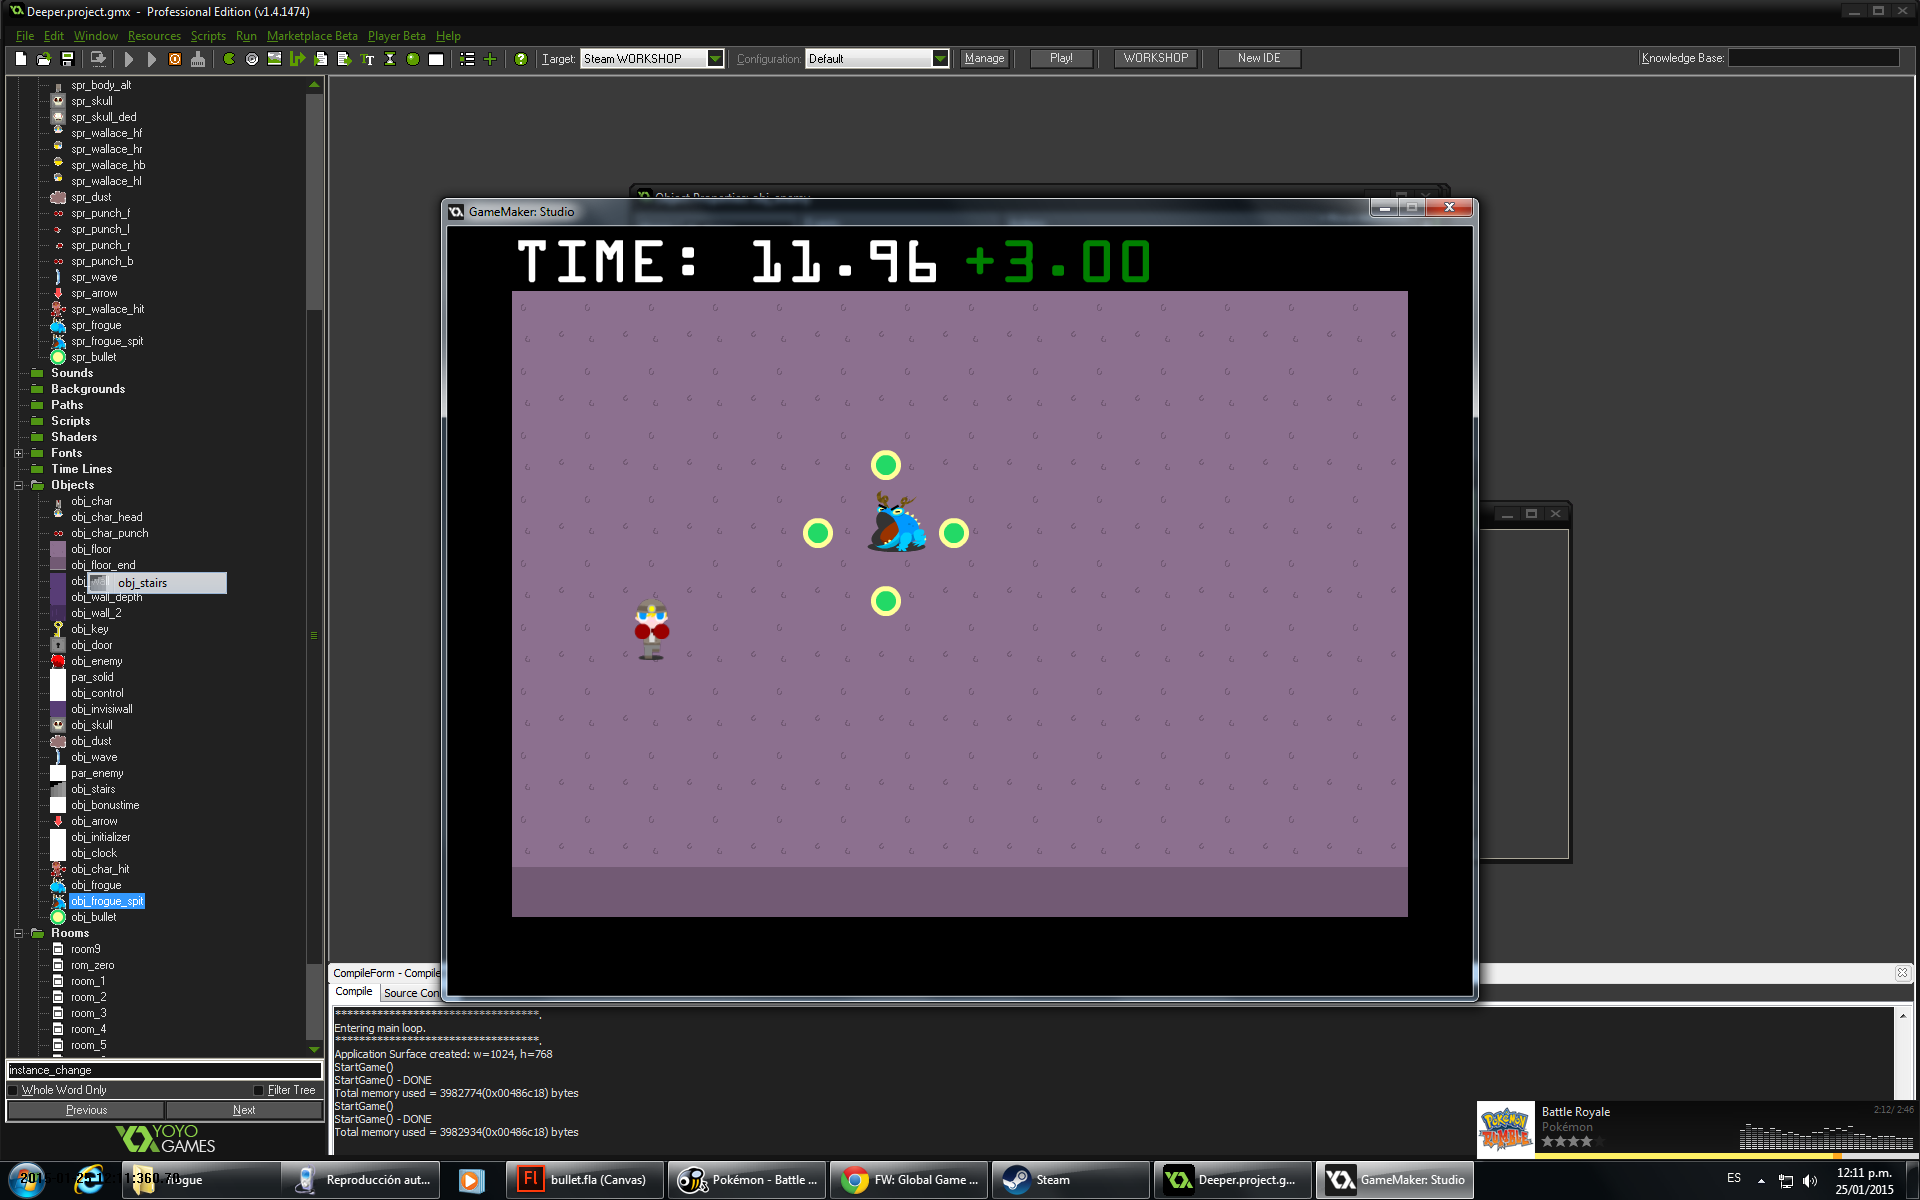 Deeper.project.gmx - Professional Edition (v1.4.1474)
File Edit Window Resources Scripts Run Marketplace Beta Player Beta Help
Target: Steam WORKSHOP Configuration: Default Manage Play! WORKSHOP New IDE Knowledge Base:
spr_body_alt
spr_skull
spr_skull_ded
spr_wallace_hf
spr_wallace_hr
spr_wallace_hb
spr_wallace_hl
spr_dust
spr_punch_f
spr_punch_l
spr_punch_r
spr_punch_b
spr_wave
spr_arrow
spr_wallace_hit
spr_frogue
spr_frogue_spit
spr_bullet
Sounds
Backgrounds
Paths
Scripts
Shaders
Fonts
Time Lines
Objects
obj_char
obj_char_head
obj_char_punch
obj_floor
obj_floor_end
obj_stairs
obj_wall_depth
obj_wall_2
obj_key
obj_door
obj_enemy
par_solid
obj_control
obj_invisiwall
obj_skull
obj_dust
obj_wave
par_enemy
obj_stairs
obj_bonustime
obj_arrow
obj_initializer
obj_clock
obj_char_hit
obj_frogue
obj_frogue_spit
obj_bullet
Rooms
room9
rom_zero
room_1
room_2
room_3
room_4
room_5
instance_change
Whole Word Only Filter Tree
Previous Next
YOYO GAMES
Object Properties: obj_enemy
GameMaker: Studio
TIME: 11.96 +3.00
CompileForm - Compile
Compile Source Con
***********************************.
Entering main loop.
***********************************.
Application Surface created: w=1024, h=768
StartGame()
StartGame() - DONE
Total memory used = 3982774(0x00486c18) bytes
StartGame()
StartGame() - DONE
Total memory used = 3982934(0x00486c18) bytes
POKÉMON RUMBLE
Battle Royale 2:12/ 2:46
Pokémon
Reproducción aut...
bullet.fla (Canvas)
Pokémon - Battle ...
FW: Global Game ...
Steam
Deeper.project.g...
GameMaker: Studio
ES
12:11 p.m.
25/01/2015